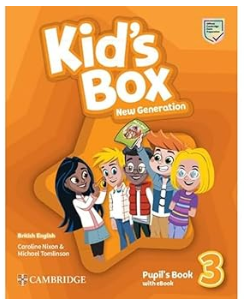 Kid's
Box
New Generation
British English
Caroline Nixon &
Michael Tomlinson
CAMBRIDGE
Pupil's Book
with eBook
3